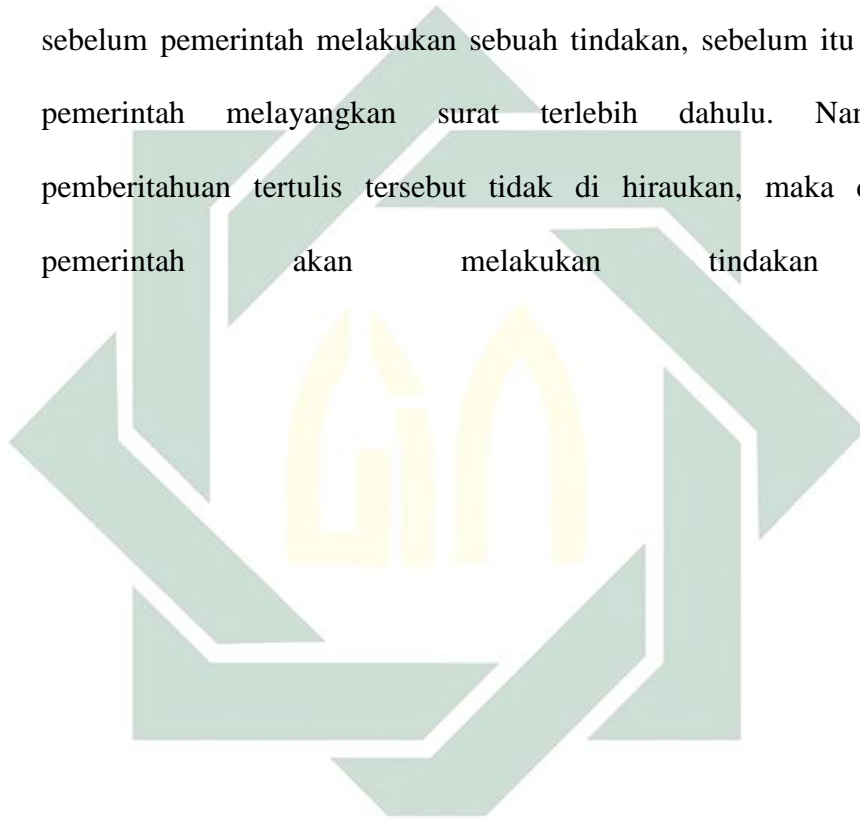 sebelum pemerintah melakukan sebuah tindakan, sebelum itu
pemerintah melayangkan surat terlebih dahulu.
pemberitahuan tertulis tersebut tidak di hiraukan, maka
pemerintah akan melakukan tindakan